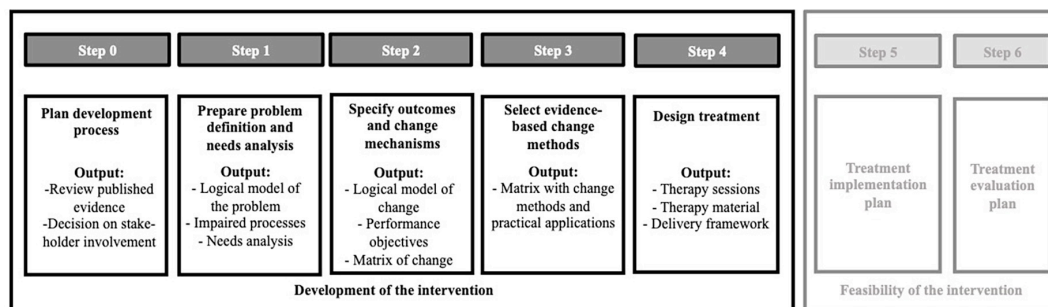 Step 0
Step 1
Step 2
Step 3
Step 4
Step 5
Step 6
Plan development
process
Output:
-Review published
evidence
-Decision on stake-
holder involvement
Prepare problem
definition and
needs analysis
Output:
- Logical model of
the problem
- Impaired processes
- Needs analysis
Specify outcomes
and change
mechanisms
Output:
- Logical model of
change
- Performance
objectives
- Matrix of change
Select evidence-
based change
methods
Output:
- Matrix with change
methods and
practical applications
Design treatment
Output:
- Therapy sessions
- Therapy material
- Delivery framework
Treatment
implementation
plan
Treatment
evaluation
plan
Development of the intervention
Feasibility of the intervention